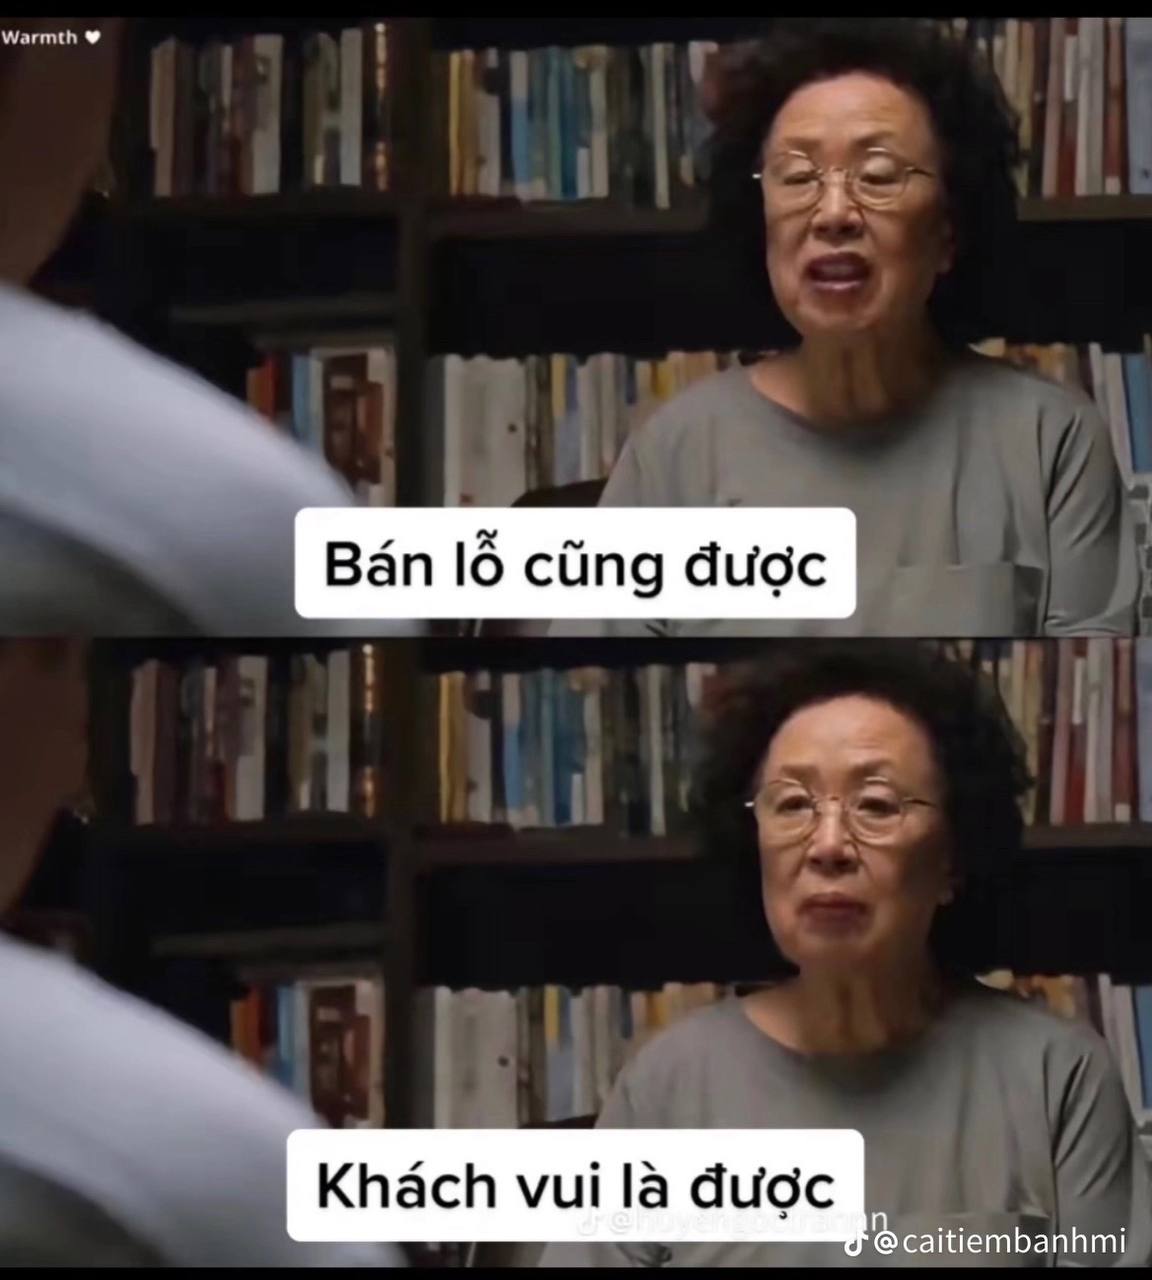 Warmth ♥
Bán lỗ cũng được
Khách vui là được
@caitiembanhmi